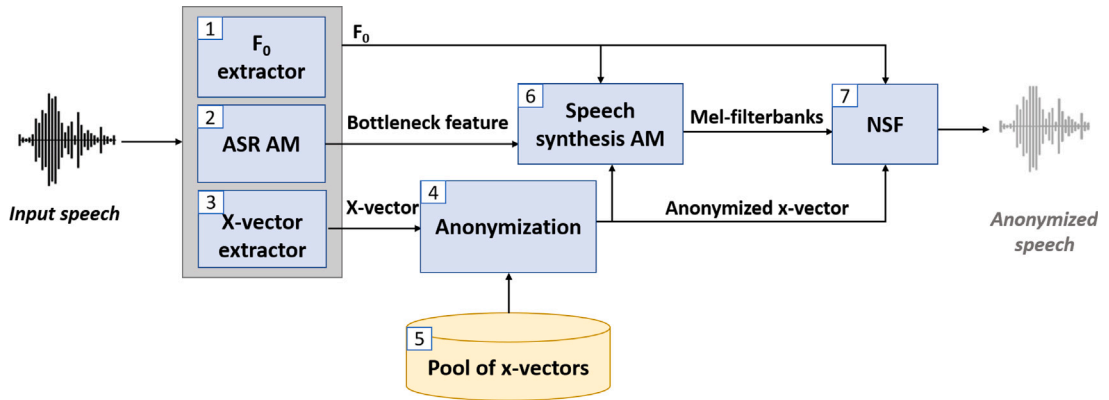 1
F₀
extractor
F₀
2
ASR AM
Bottleneck feature
3
X-vector
extractor
X-vector
4
Anonymization
5
Pool of x-vectors
6
Speech
synthesis AM
Mel-filterbanks
7
NSF
Anonymized x-vector
Input speech
Anonymized
speech